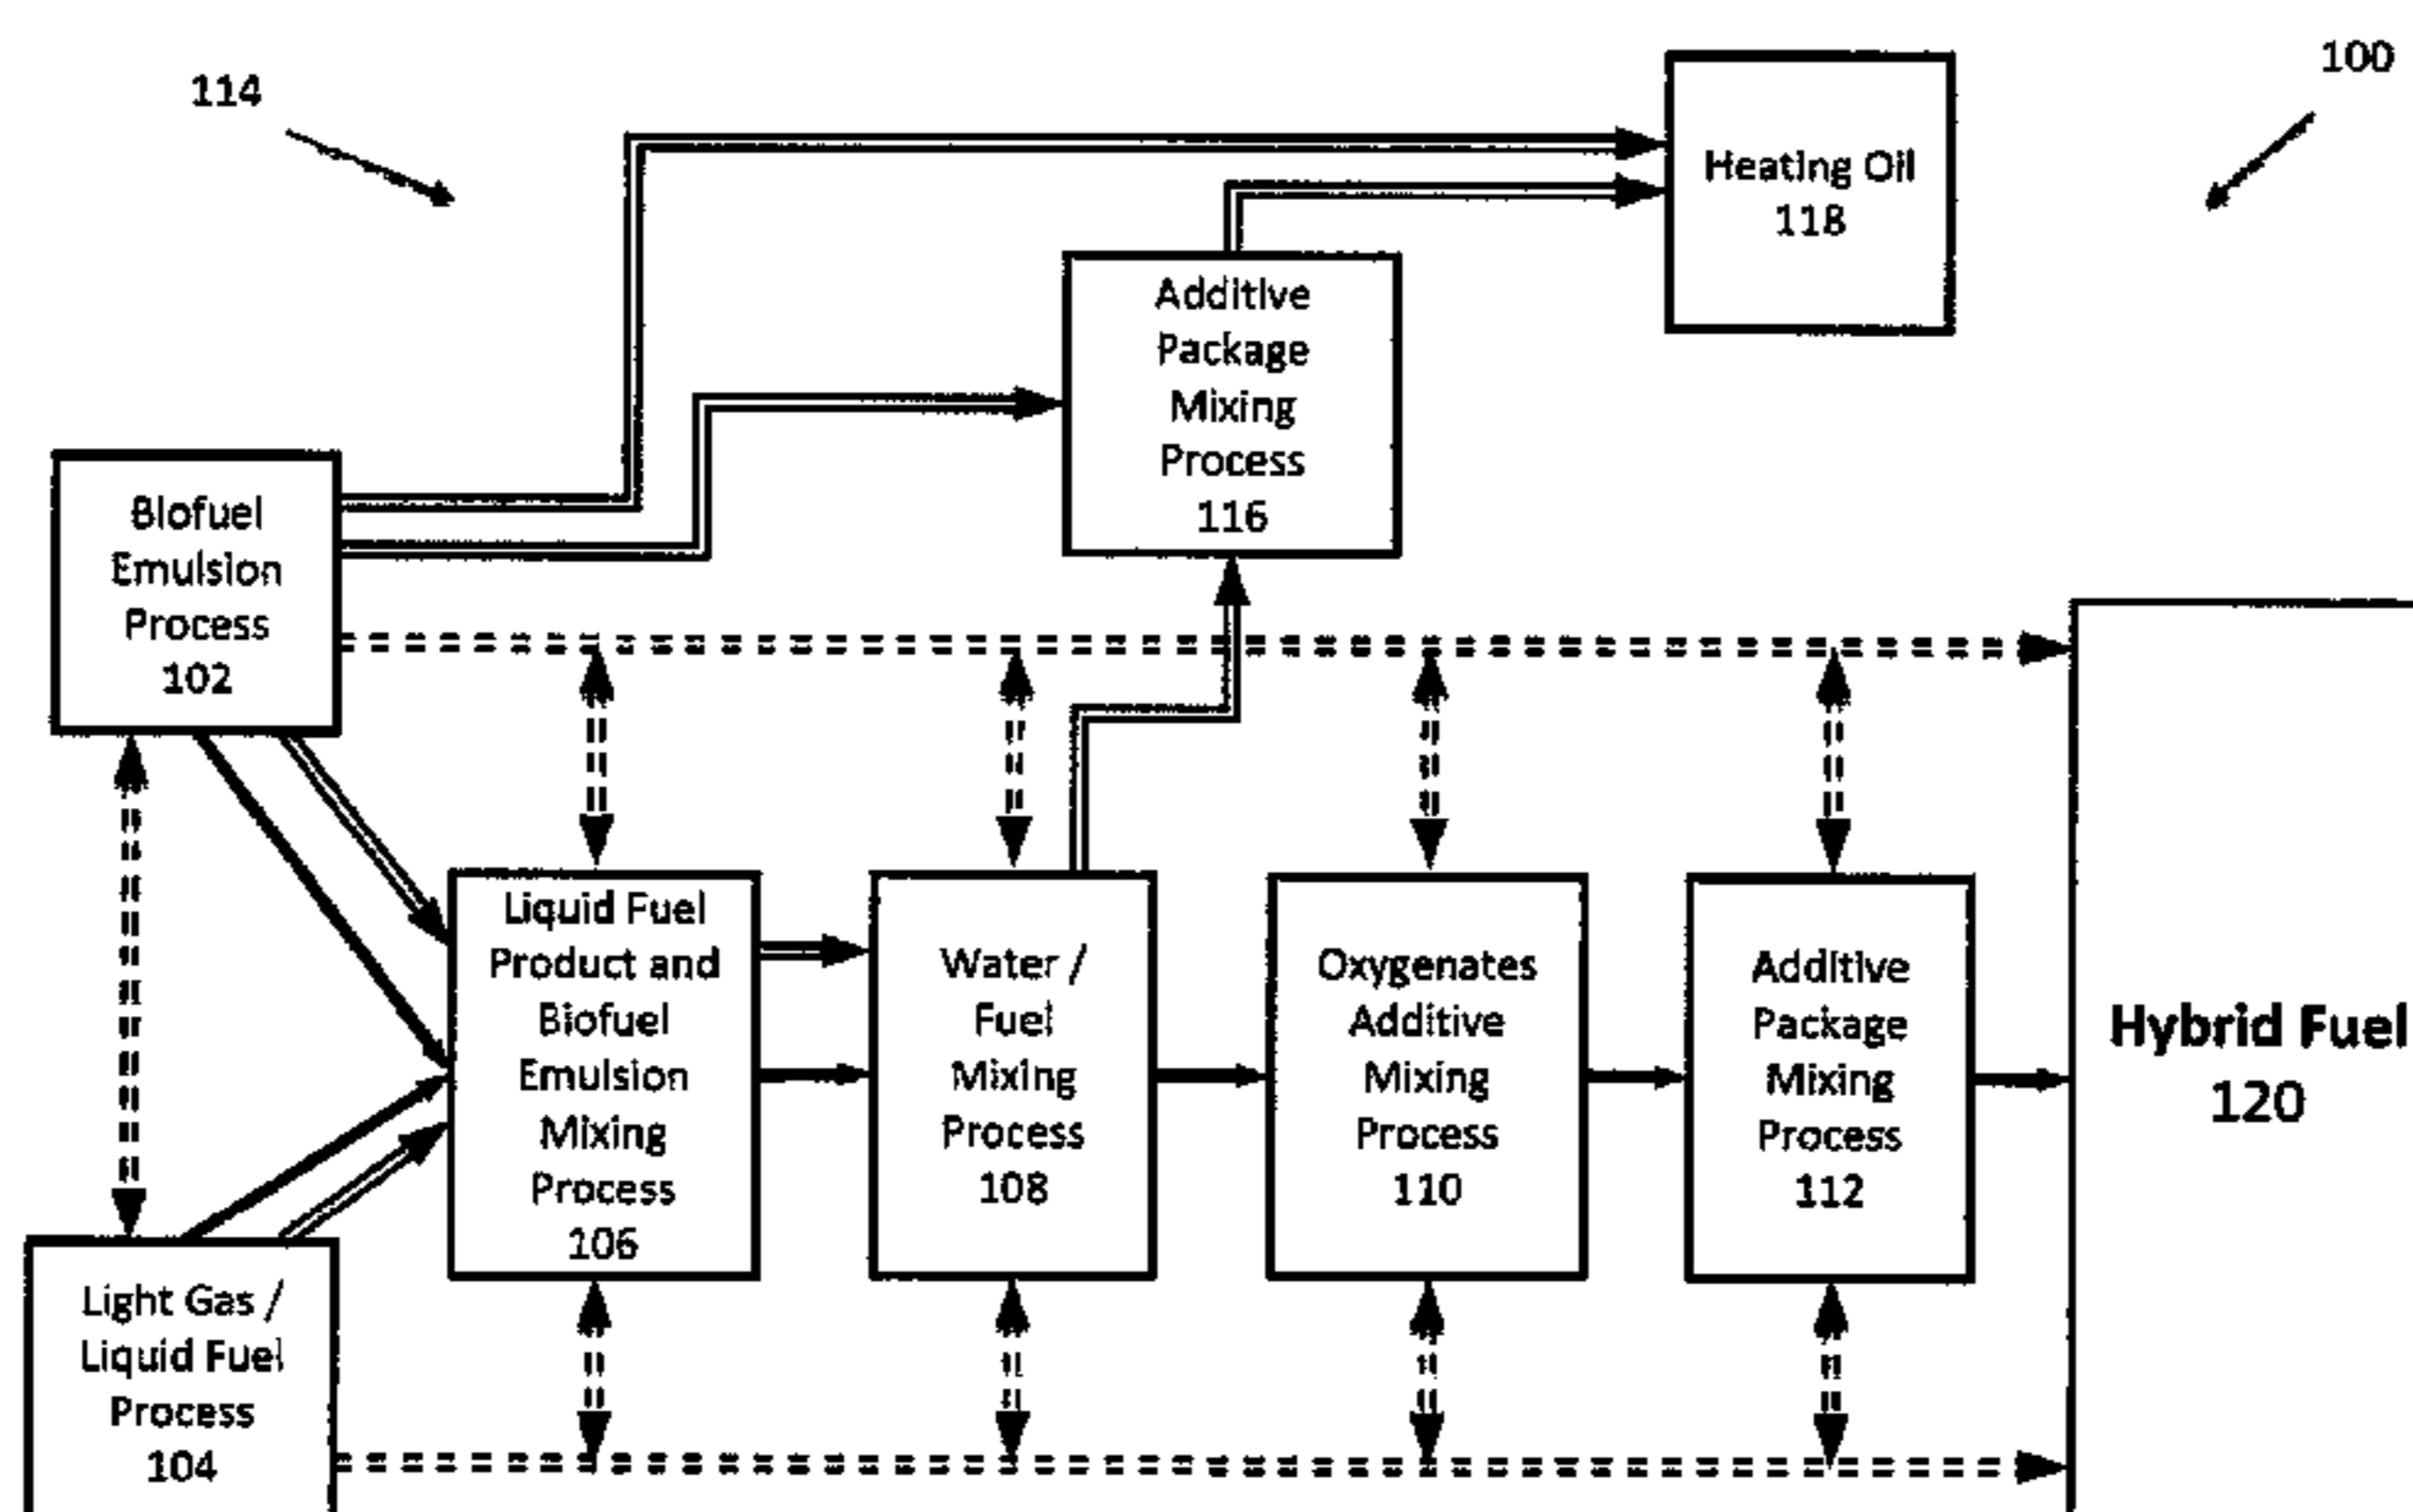 114
100
Heating Oil
118
Additive
Package
Mixing
Process
116
Biofuel
Emulsion
Process
102
Liquid Fuel
Product and
Biofuel
Emulsion
Mixing
Process
106
Water /
Fuel
Mixing
Process
108
Oxygenates
Additive
Mixing
Process
110
Additive
Package
Mixing
Process
112
Hybrid Fuel
120
Light Gas /
Liquid Fuel
Process
104